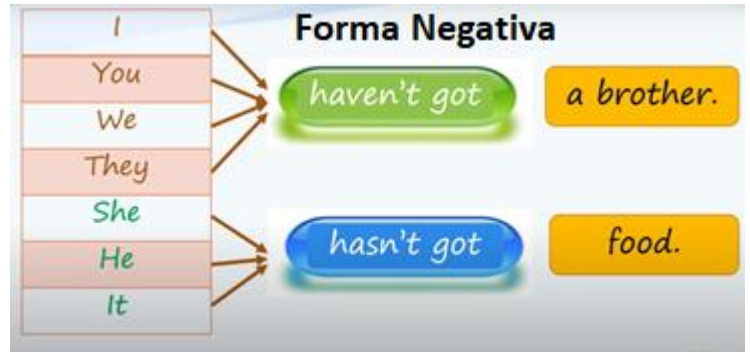 Forma Negativa
I
You
We
They
She
He
It
haven't got
a brother.
hasn't got
food.